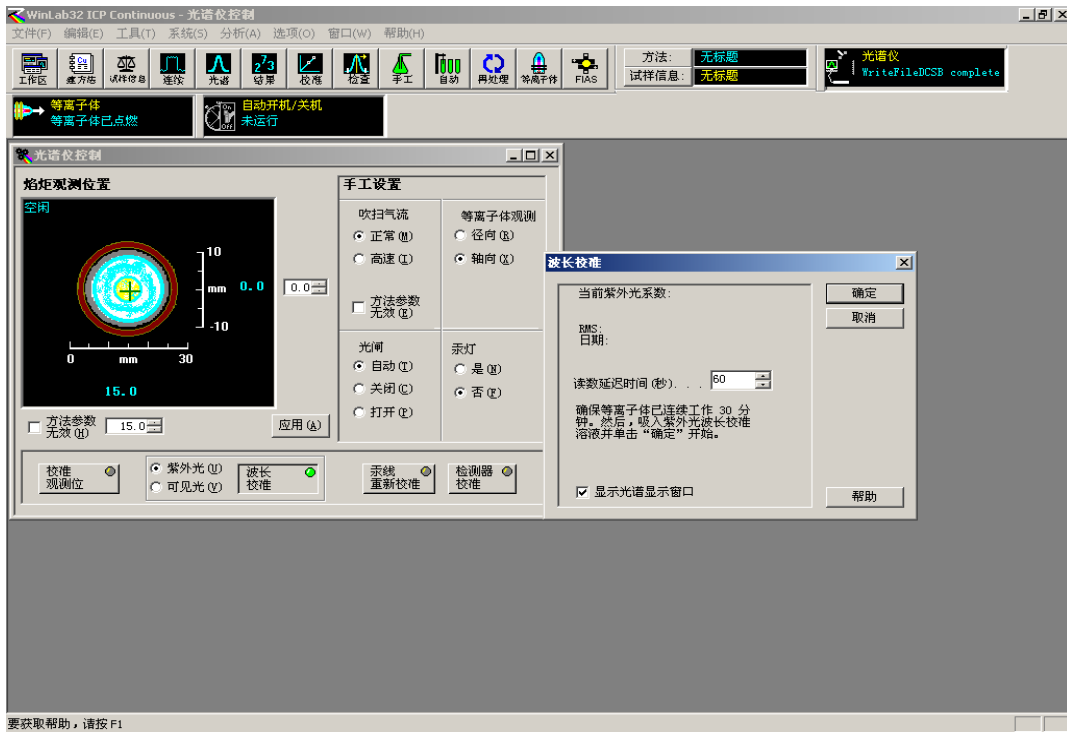 WinLab32 ICP Continuous - 光谱仪控制
文件(F) 编辑(E) 工具(T) 系统(S) 分析(A) 选项(O) 窗口(W) 帮助(H)
工作区 建方法 试样信息 连续 光谱 结果 校准 检查 手工 自动 再处理 等离子体 FIAS
方法: 无标题
试样信息: 无标题
光谱仪
WriteFileDCSB complete
等离子体
等离子体已点燃
自动开机/关机
未运行
光谱仪控制
焰炬观测位置
空闲
10
mm 0.0 0.0
-10
0 mm 30
15.0
方法参数
无效(H) 15.0
应用(A)
手工设置
吹扫气流
正常(M)
高速(I)
方法参数
无效(E)
等离子体观测
径向(R)
轴向(X)
光闸
自动(T)
关闭(C)
打开(P)
汞灯
是(N)
否(F)
校准
观测位
紫外光(U)
可见光(V)
波长
校准
汞线
重新校准
检测器
校准
波长校准
当前紫外光系数:
RMS:
日期:
读数延迟时间(秒). . . 60
确保等离子体已连续工作 30 分
钟。然后，吸入紫外光波长校准
溶液并单击“确定”开始。
显示光谱显示窗口
确定
取消
帮助
要获取帮助，请按 F1